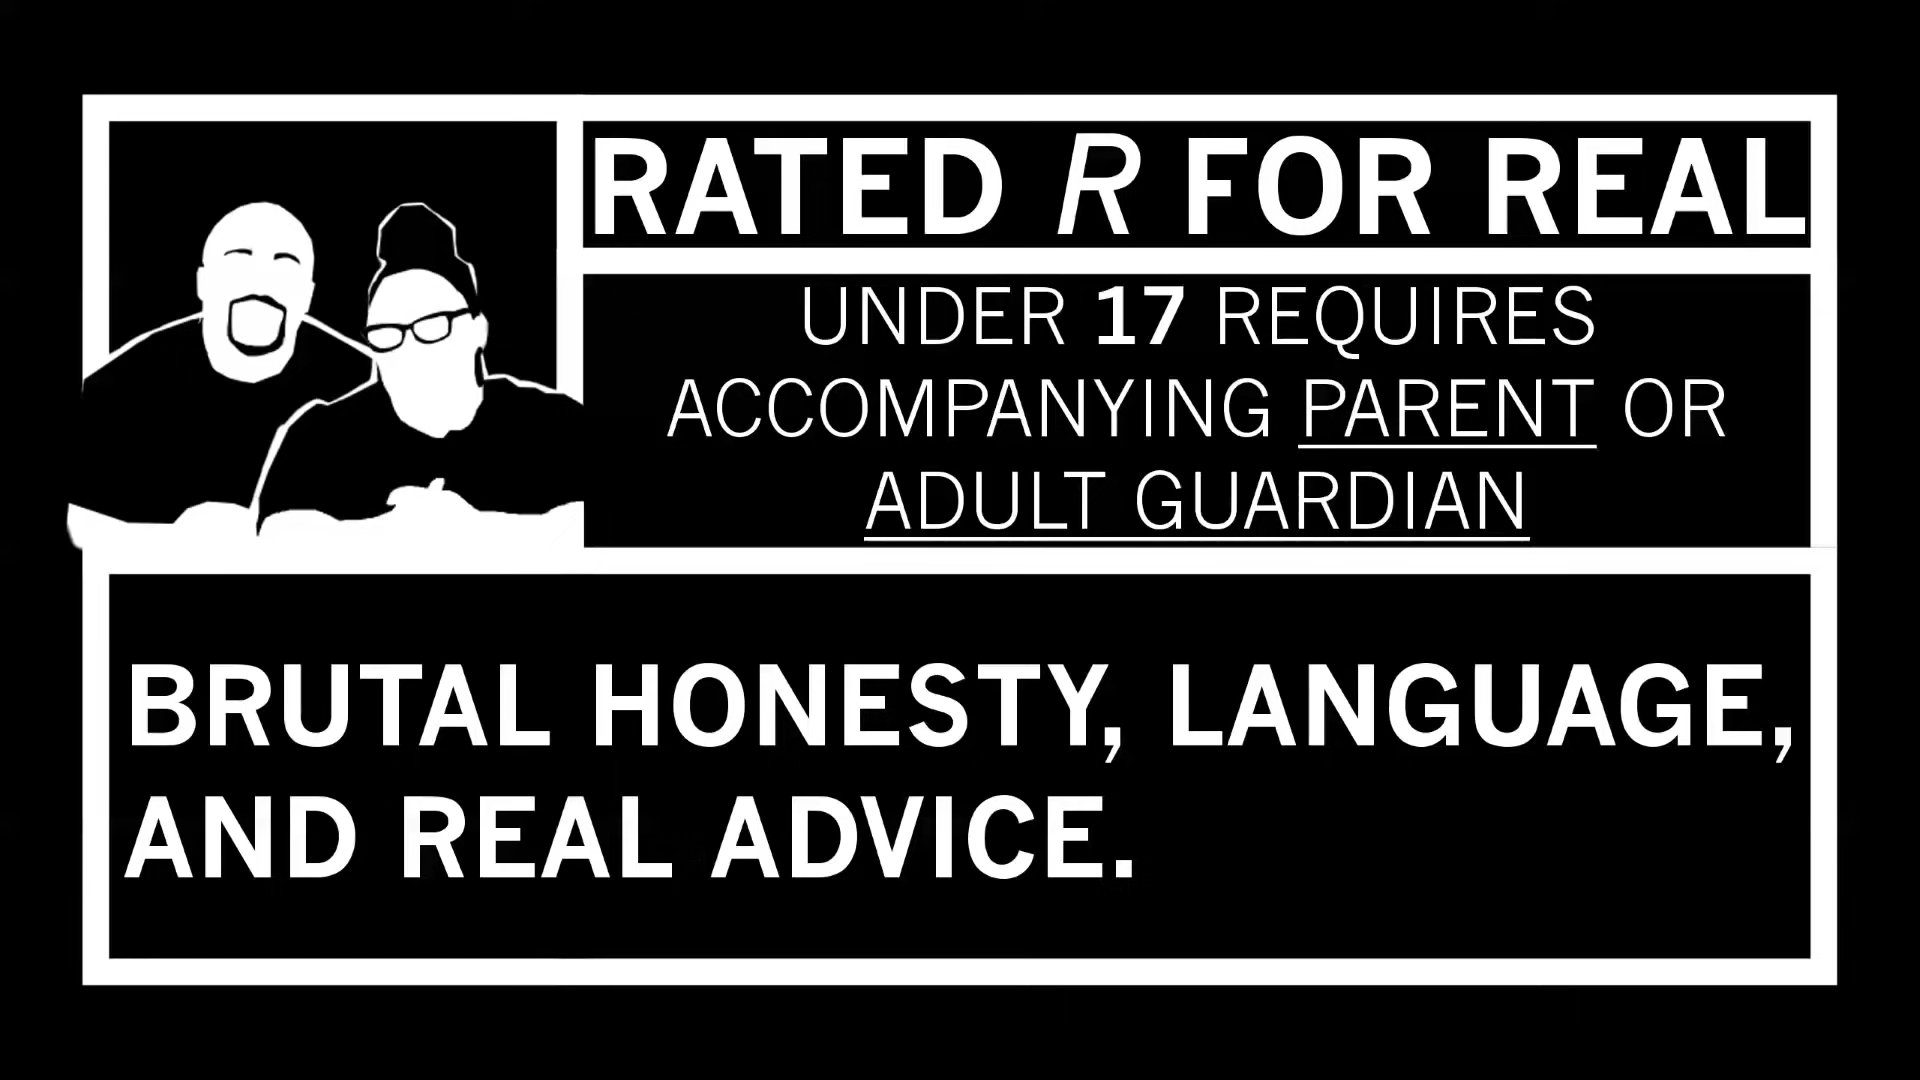 RATED R FOR REAL
UNDER 17 REQUIRES
ACCOMPANYING PARENT OR
ADULT GUARDIAN
BRUTAL HONESTY, LANGUAGE,
AND REAL ADVICE.